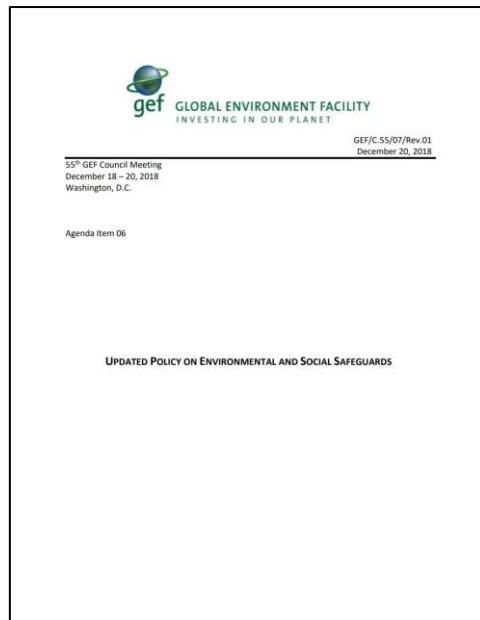 gef GLOBAL ENVIRONMENT FACILITY
INVESTING IN OUR PLANET
GEF/C.55/07/Rev.01
December 20, 2018
55th GEF Council Meeting
December 18 – 20, 2018
Washington, D.C.
Agenda Item 06
UPDATED POLICY ON ENVIRONMENTAL AND SOCIAL SAFEGUARDS